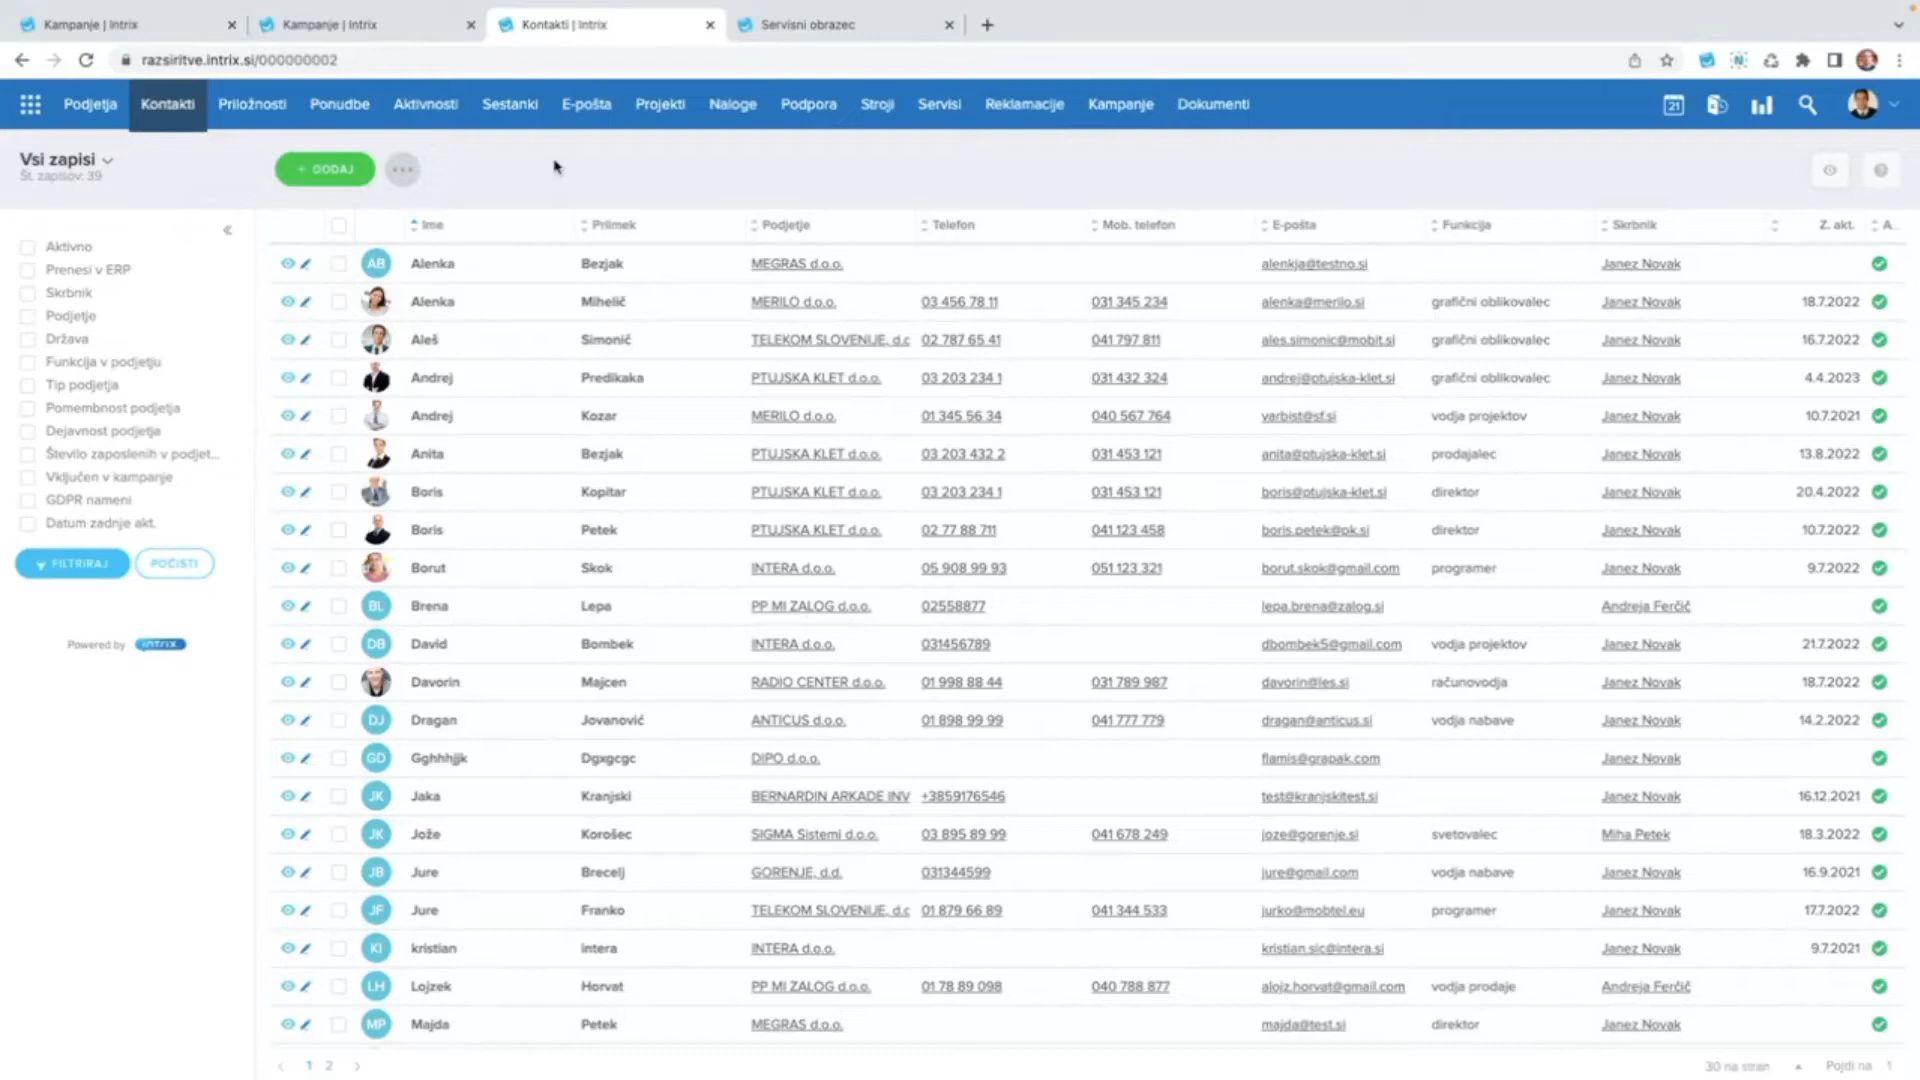 Kampanje | Intrix
Kampanje | Intrix
Kontakti | Intrix
Servisni obrazec
razsiritve.intrix.si/000000002
Podjetja Kontakti Priložnosti Ponudbe Aktivnosti Sestanki E-pošta Projekti Naloge Podpora Stroji Servisi Reklamacije Kampanje Dokumenti
21
Vsi zapisi
Št. zapisov: 39
+ DODAJ
Aktivno
Prenesi v ERP
Skrbnik
Podjetje
Država
Funkcija v podjetju
Tip podjetja
Pomembnost podjetja
Dejavnost podjetja
Število zaposlenih v podjet...
Vključen v kampanje
GDPR nameni
Datum zadnje akt.
FILTRIRAJ POČISTI
Powered by intrix
Ime Priimek Podjetje Telefon Mob. telefon E-pošta Funkcija Skrbnik Z. akt. A...
AB Alenka Bezjak MEGRAS d.o.o. alenkja@testno.si Janez Novak
Alenka Mihelič MERILO d.o.o. 03 456 78 11 031 345 234 alenka@merilo.si grafični oblikovalec Janez Novak 18.7.2022
Aleš Simonič TELEKOM SLOVENIJE, d.c 02 787 65 41 041 797 811 ales.simonic@mobit.si grafični oblikovalec Janez Novak 16.7.2022
Andrej Predikaka PTUJSKA KLET d.o.o. 03 203 234 1 031 432 324 andrej@ptujska-klet.si grafični oblikovalec Janez Novak 4.4.2023
Andrej Kozar MERILO d.o.o. 01 345 56 34 040 567 764 varbist@sf.si vodja projektov Janez Novak 10.7.2021
Anita Bezjak PTUJSKA KLET d.o.o. 03 203 432 2 031 453 121 anita@ptujska-klet.si prodajalec Janez Novak 13.8.2022
Boris Kopitar PTUJSKA KLET d.o.o. 03 203 234 1 031 453 121 boris@ptujska-klet.si direktor Janez Novak 20.4.2022
Boris Petek PTUJSKA KLET d.o.o. 02 77 88 711 041 123 458 boris.petek@pk.si direktor Janez Novak 10.7.2022
Borut Skok INTERA d.o.o. 05 908 99 93 051 123 321 borut.skok@gmail.com programer Janez Novak 9.7.2022
BL Brena Lepa PP MI ZALOG d.o.o. 02558877 lepa.brena@zalog.si Andreja Ferčič
DB David Bombek INTERA d.o.o. 031456789 dbombek5@gmail.com vodja projektov Janez Novak 21.7.2022
Davorin Majcen RADIO CENTER d.o.o. 01 998 88 44 031 789 987 davorin@les.si računovodja Janez Novak 18.7.2022
DJ Dragan Jovanović ANTICUS d.o.o. 01 898 99 99 041 777 779 dragan@anticus.si vodja nabave Janez Novak 14.2.2022
GD Gghhhjjk Dgxgcgc DIPO d.o.o. flamis@grapak.com Janez Novak
JK Jaka Kranjski BERNARDIN ARKADE INV +3859176546 test@kranjskitest.si Janez Novak 16.12.2021
JK Jože Korošec SIGMA Sistemi d.o.o. 03 895 89 99 041 678 249 joze@gorenje.si svetovalec Miha Petek 18.3.2022
JB Jure Brecelj GORENJE, d.d. 031344599 jure@gmail.com vodja nabave Janez Novak 16.9.2021
JF Jure Franko TELEKOM SLOVENIJE, d.c 01 879 66 89 041 344 533 jurko@mobtel.eu programer Janez Novak 17.7.2022
KI kristian intera INTERA d.o.o. kristian.sic@intera.si Janez Novak 9.7.2021
LH Lojzek Horvat PP MI ZALOG d.o.o. 01 78 89 098 040 788 877 alojz.horvat@gmail.com vodja prodaje Andreja Ferčič
MP Majda Petek MEGRAS d.o.o. majda@test.si direktor Janez Novak
1 2 30 na stran Pojdi na 1